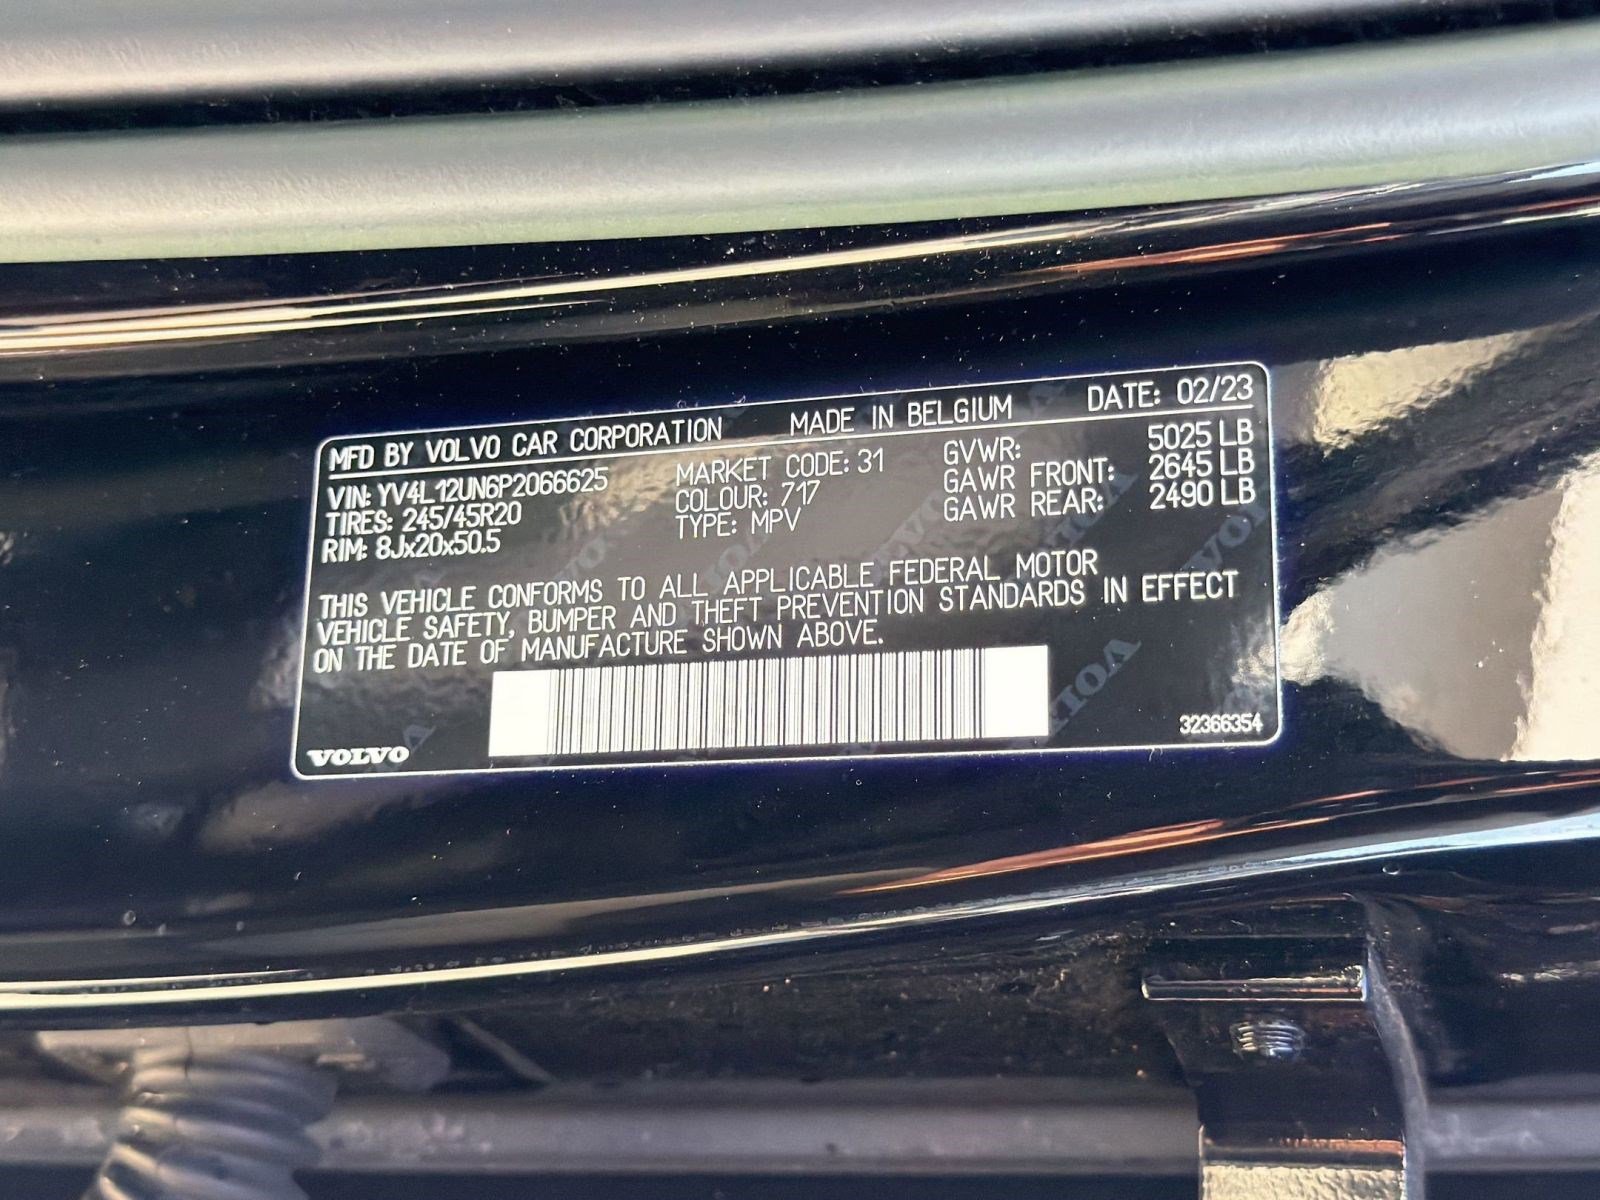 MFD BY VOLVO CAR CORPORATION MADE IN BELGIUM DATE: 02/23
VIN: YV4L12UN6P2066625 MARKET CODE: 31 GVWR: 5025 LB
TIRES: 245/45R20 COLOUR: 717 GAWR FRONT: 2645 LB
RIM: 8Jx20x50.5 TYPE: MPV GAWR REAR: 2490 LB
THIS VEHICLE CONFORMS TO ALL APPLICABLE FEDERAL MOTOR
VEHICLE SAFETY, BUMPER AND THEFT PREVENTION STANDARDS IN EFFECT
ON THE DATE OF MANUFACTURE SHOWN ABOVE.
VOLVO
32366354